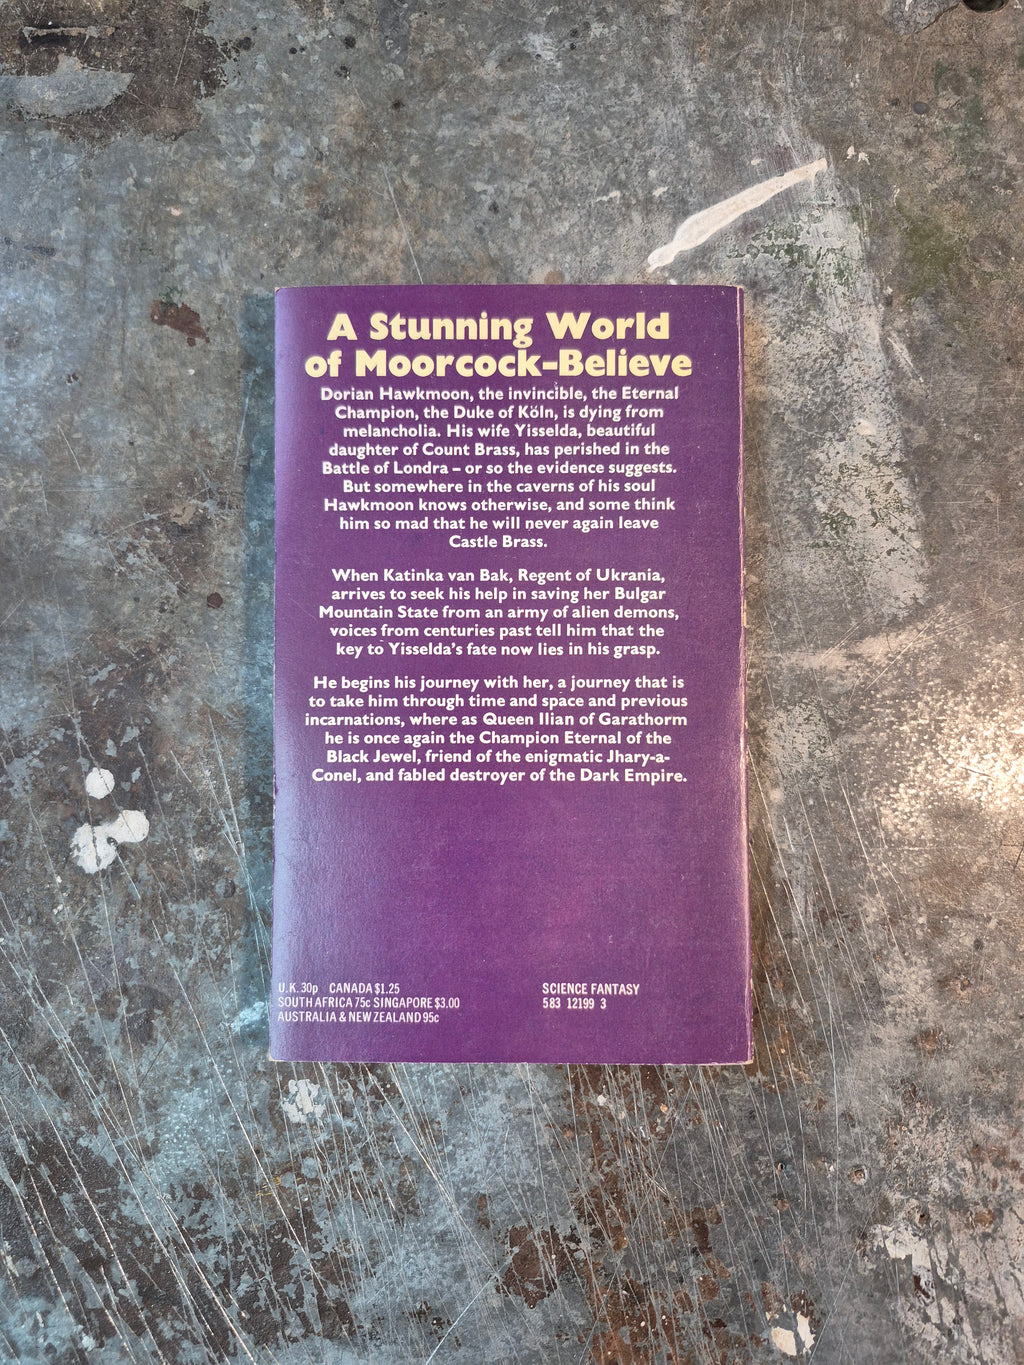 A Stunning World
of Moorcock-Believe
Dorian Hawkmoon, the invincible, the Eternal
Champion, the Duke of Köln, is dying from
melancholia. His wife Yisselda, beautiful
daughter of Count Brass, has perished in the
Battle of Londra – or so the evidence suggests.
But somewhere in the caverns of his soul
Hawkmoon knows otherwise, and some think
him so mad that he will never again leave
Castle Brass.
When Katinka van Bak, Regent of Ukrania,
arrives to seek his help in saving her Bulgar
Mountain State from an army of alien demons,
voices from centuries past tell him that the
key to Yisselda's fate now lies in his grasp.
He begins his journey with her, a journey that is
to take him through time and space and previous
incarnations, where as Queen Ilian of Garathorm
he is once again the Champion Eternal of the
Black Jewel, friend of the enigmatic Jhary-a-
Conel, and fabled destroyer of the Dark Empire.
U.K. 30p CANADA $1.25
SOUTH AFRICA 75c SINGAPORE $3.00
AUSTRALIA & NEW ZEALAND 95c
SCIENCE FANTASY
583 12199 3